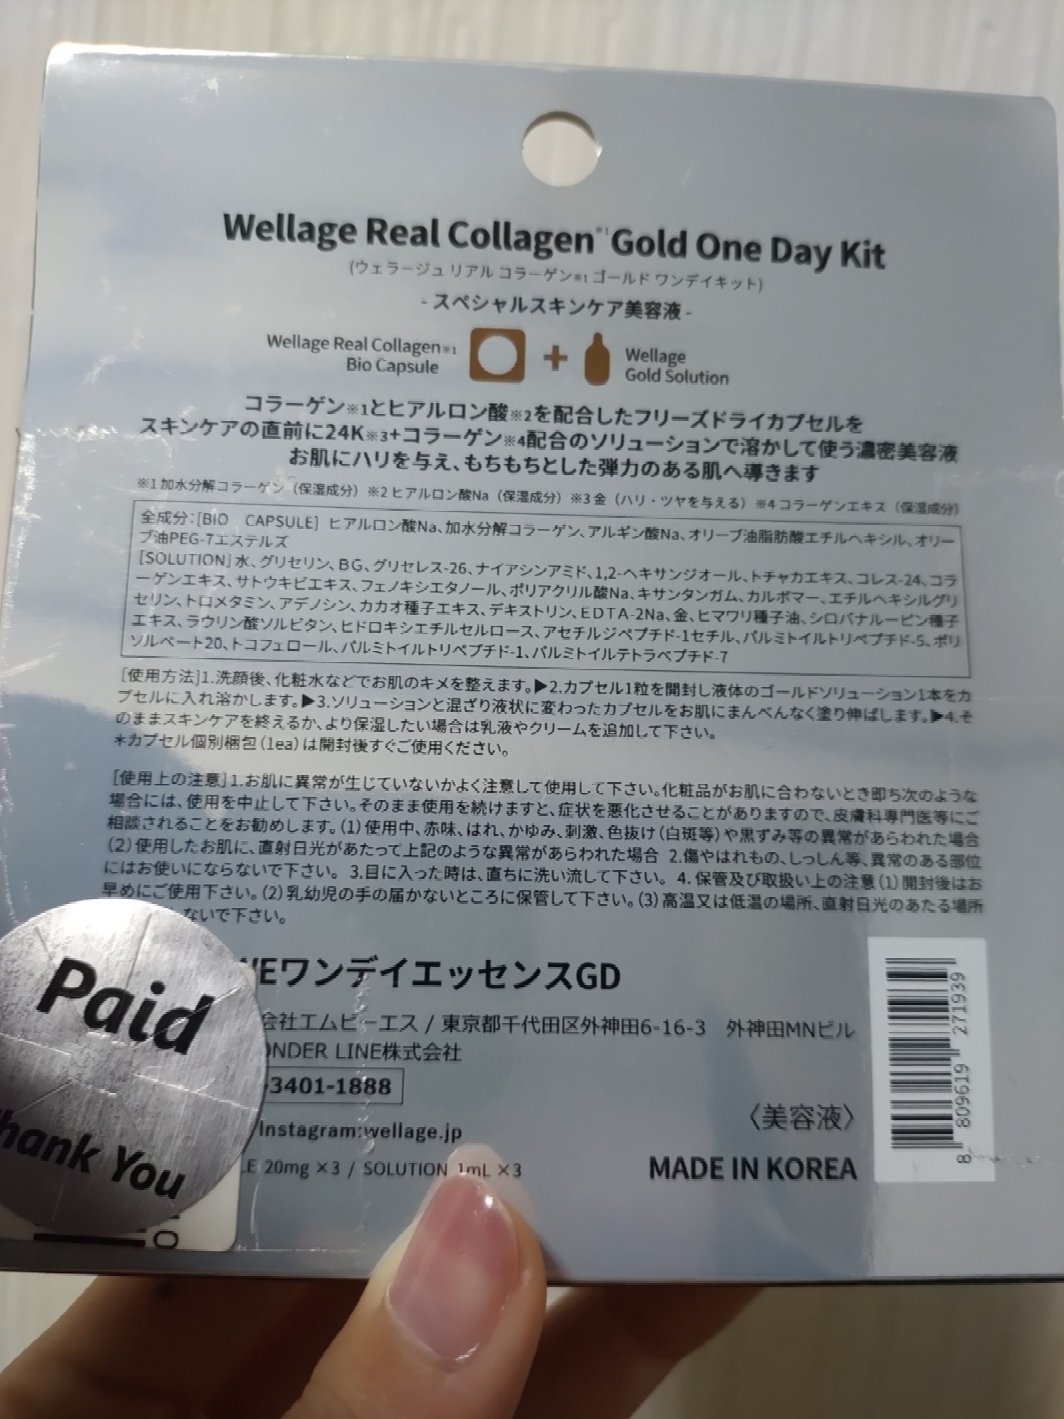 Wellage Real Collagen※1 Gold One Day Kit
(ウェラージュ リアル コラーゲン※1 ゴールド ワンデイキット)
- スペシャルスキンケア美容液 -
Wellage Real Collagen※1
Bio Capsule
+
Wellage
Gold Solution
コラーゲン※1とヒアルロン酸※2を配合したフリーズドライカプセルを
スキンケアの直前に24K※3+コラーゲン※4配合のソリューションで溶かして使う濃密美容液
お肌にハリを与え、もちもちとした弾力のある肌へ導きます
※1 加水分解コラーゲン（保湿成分）※2 ヒアルロン酸Na（保湿成分）※3 金（ハリ・ツヤを与える）※4 コラーゲンエキス（保湿成分）
全成分：[BIO CAPSULE] ヒアルロン酸Na、加水分解コラーゲン、アルギン酸Na、オリーブ油脂肪酸エチルヘキシル、オリー
ブ油PEG-7エステルズ
[SOLUTION] 水、グリセリン、BG、グリセレス-26、ナイアシンアミド、1,2-ヘキサンジオール、トチャカエキス、コレス-24、コラ
ーゲンエキス、サトウキビエキス、フェノキシエタノール、ポリアクリル酸Na、キサンタンガム、カルボマー、エチルヘキシルグリ
セリン、トロメタミン、アデノシン、カカオ種子エキス、デキストリン、EDTA-2Na、金、ヒマワリ種子油、シロバナルーピン種子
エキス、ラウリン酸ソルビタン、ヒドロキシエチルセルロース、アセチルジペプチド-1セチル、パルミトイルトリペプチド-5、ポリ
ソルベート20、トコフェロール、パルミトイルトリペプチド-1、パルミトイルテトラペプチド-7
[使用方法]1.洗顔後、化粧水などでお肌のキメを整えます。▶2.カプセル1粒を開封し液体のゴールドソリューション1本をカ
プセルに入れ溶かします。▶3.ソリューションと混ざり液状に変わったカプセルをお肌にまんべんなく塗り伸ばします。▶4.そ
のままスキンケアを終えるか、より保湿したい場合は乳液やクリームを追加して下さい。
＊カプセル個別梱包（1ea）は開封後すぐご使用ください。
[使用上の注意]1.お肌に異常が生じていないかよく注意して使用して下さい。化粧品がお肌に合わないとき即ち次のような
場合には、使用を中止して下さい。そのまま使用を続けますと、症状を悪化させることがありますので、皮膚科専門医等にご
相談されることをお勧めします。(1)使用中、赤味、はれ、かゆみ、刺激、色抜け（白斑等）や黒ずみ等の異常があらわれた場合
(2)使用したお肌に、直射日光があたって上記のような異常があらわれた場合 2.傷やはれもの、しっしん等、異常のある部位
にはお使いにならないで下さい。 3.目に入った時は、直ちに洗い流して下さい。 4.保管及び取扱い上の注意(1)開封後はお
早めにご使用下さい。(2)乳幼児の手の届かないところに保管して下さい。(3)高温又は低温の場所、直射日光のあたる場所
ないで下さい。
WEワンデイエッセンスGD
会社エムビーエス / 東京都千代田区外神田6-16-3 外神田MNビル
ONDER LINE株式会社
-3401-1888
Instagram:wellage.jp
LE 20mg ×3 / SOLUTION 1mL ×3
〈美容液〉
MADE IN KOREA
8 809619 271939
Paid
Thank You